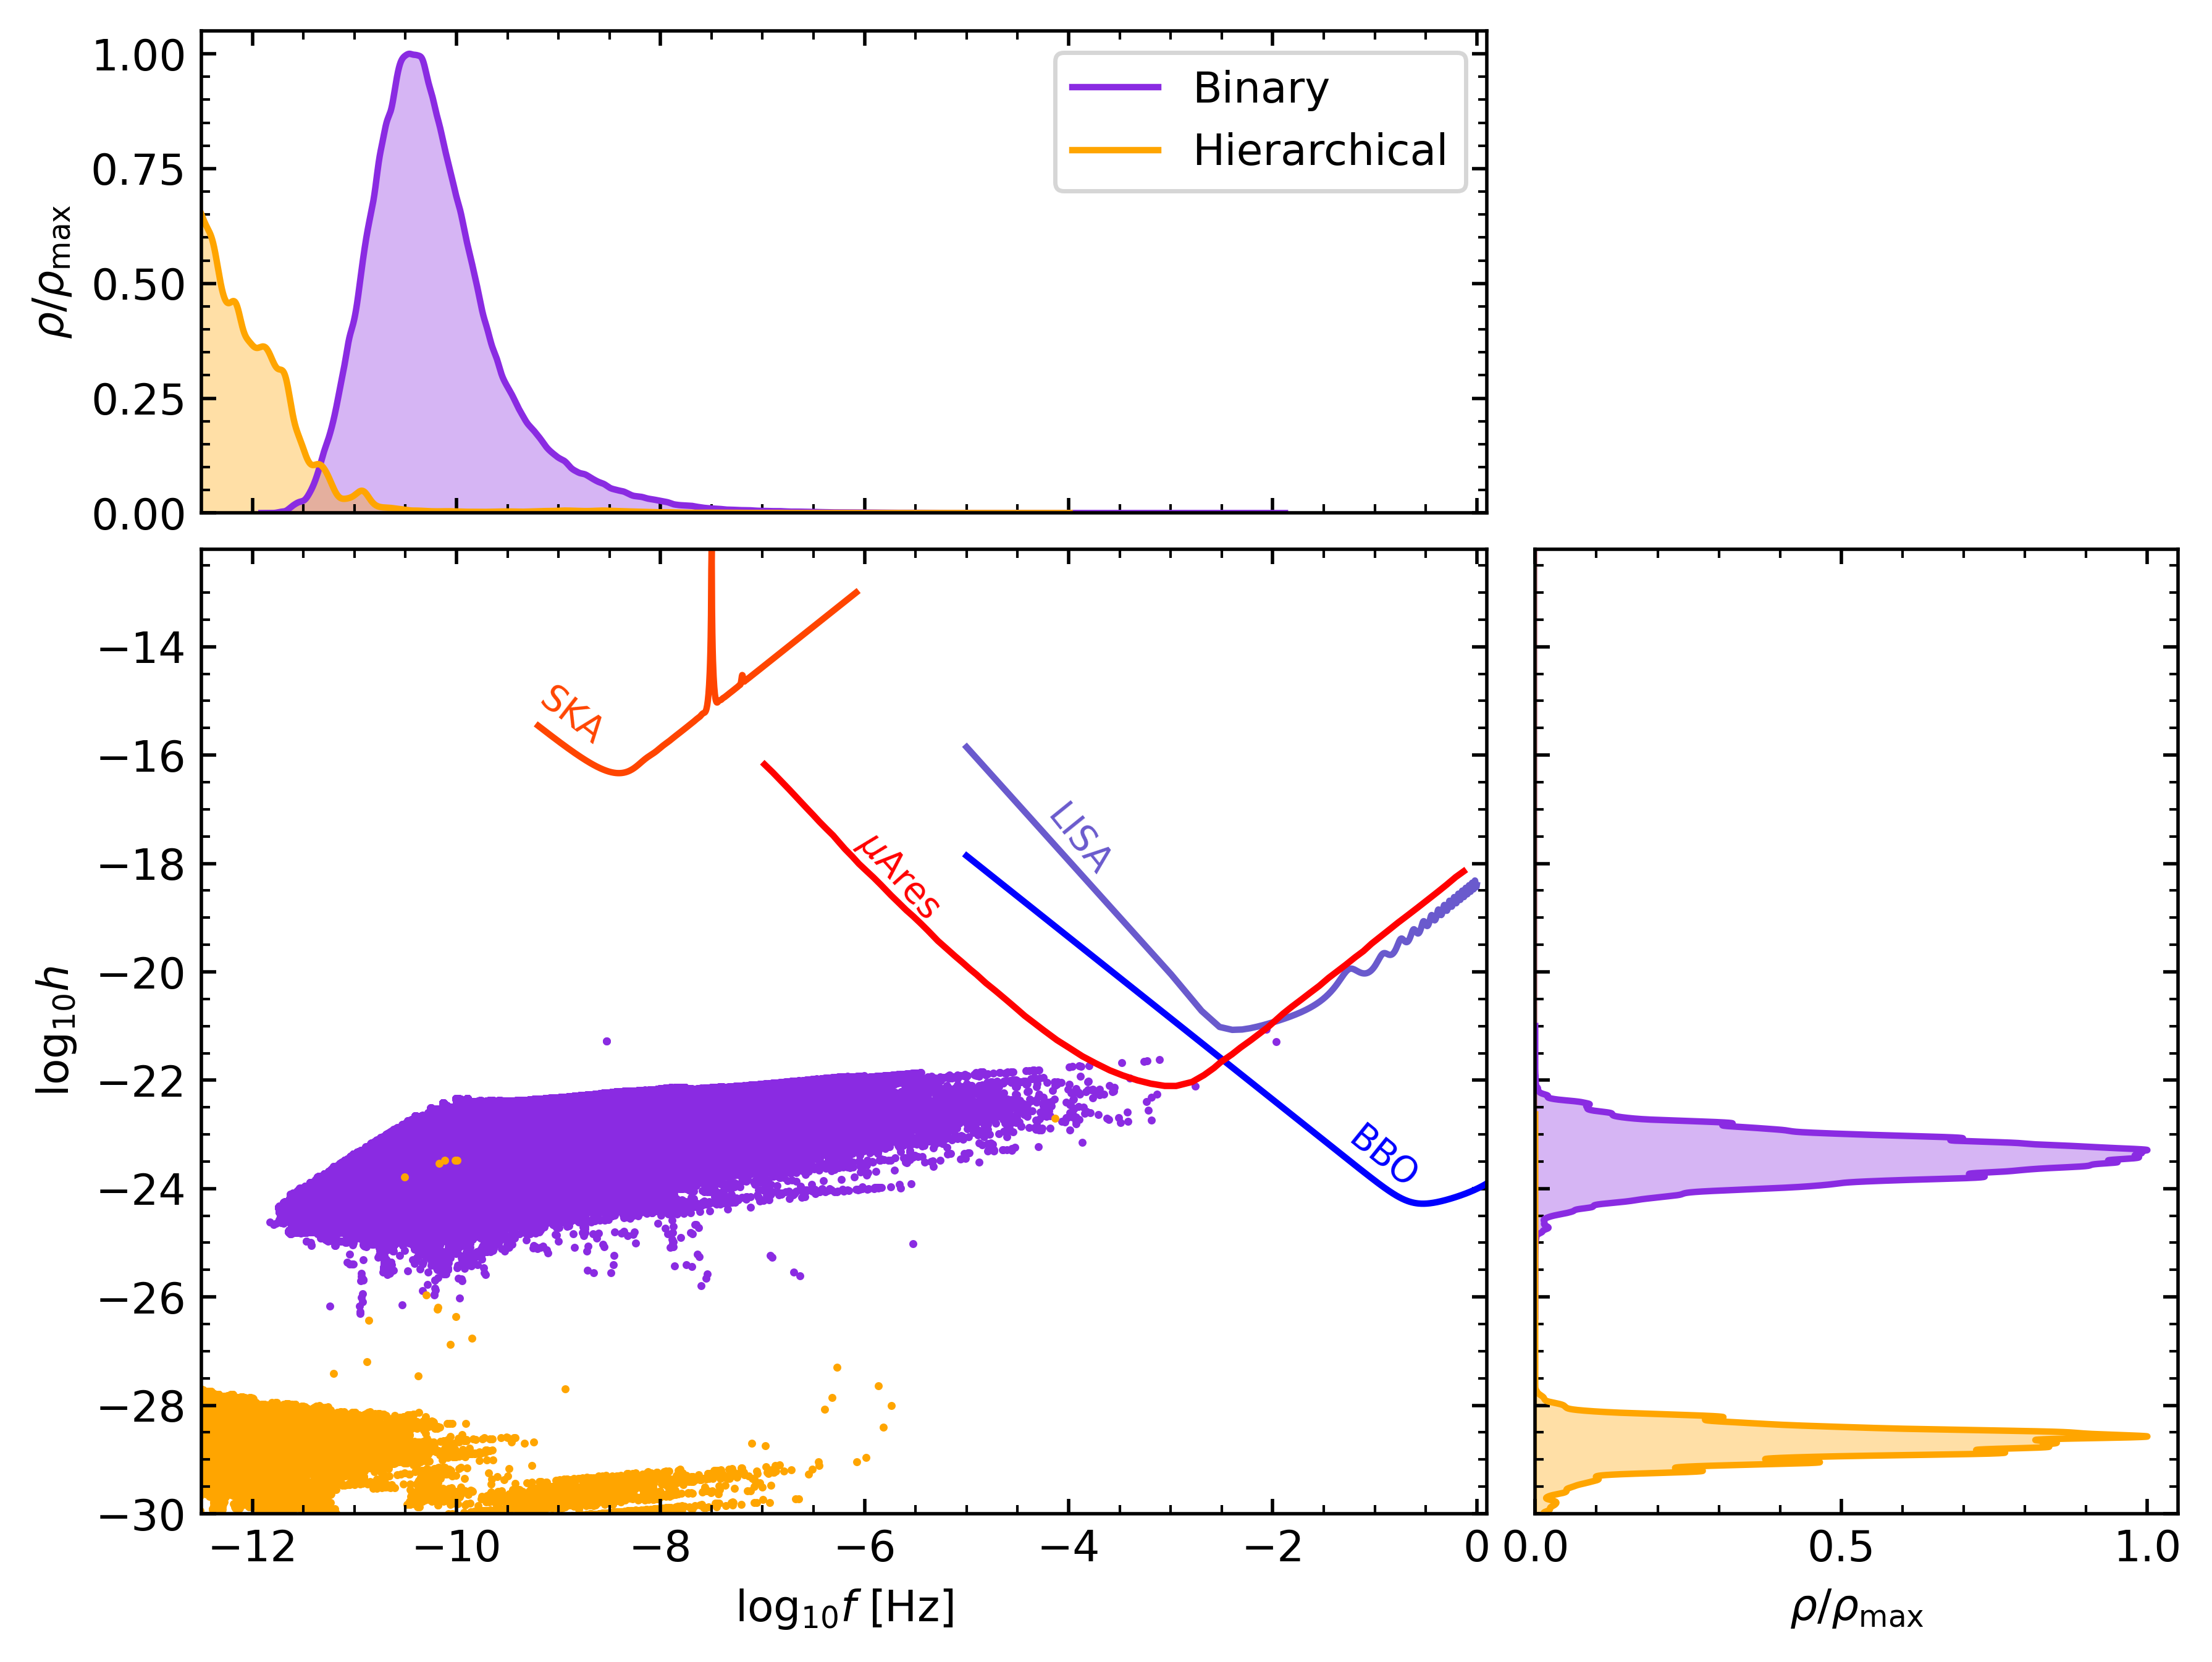 1.00
0.75
0.50
0.25
0.00
ρ/ρmax
Binary
Hierarchical
−14
−16
−18
−20
−22
−24
−26
−28
−30
log10h
SKA
μAres
LISA
BBO
−12 −10 −8 −6 −4 −2 0
log10f [Hz]
0.0 0.5 1.0
ρ/ρmax